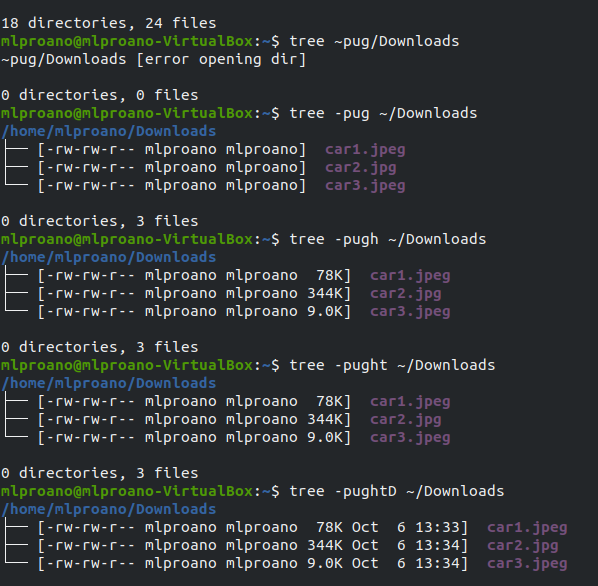 18 directories, 24 files
mlproano@mlproano-VirtualBox:~$ tree ~pug/Downloads
~pug/Downloads [error opening dir]
0 directories, 0 files
mlproano@mlproano-VirtualBox:~$ tree -pug ~/Downloads
/home/mlproano/Downloads
├── [-rw-rw-r-- mlproano mlproano]  car1.jpeg
├── [-rw-rw-r-- mlproano mlproano]  car2.jpg
└── [-rw-rw-r-- mlproano mlproano]  car3.jpeg
0 directories, 3 files
mlproano@mlproano-VirtualBox:~$ tree -pugh ~/Downloads
/home/mlproano/Downloads
├── [-rw-rw-r-- mlproano mlproano  78K]  car1.jpeg
├── [-rw-rw-r-- mlproano mlproano 344K]  car2.jpg
└── [-rw-rw-r-- mlproano mlproano 9.0K]  car3.jpeg
0 directories, 3 files
mlproano@mlproano-VirtualBox:~$ tree -pught ~/Downloads
/home/mlproano/Downloads
├── [-rw-rw-r-- mlproano mlproano  78K]  car1.jpeg
├── [-rw-rw-r-- mlproano mlproano 344K]  car2.jpg
└── [-rw-rw-r-- mlproano mlproano 9.0K]  car3.jpeg
0 directories, 3 files
mlproano@mlproano-VirtualBox:~$ tree -pughtD ~/Downloads
/home/mlproano/Downloads
├── [-rw-rw-r-- mlproano mlproano  78K Oct  6 13:33]  car1.jpeg
├── [-rw-rw-r-- mlproano mlproano 344K Oct  6 13:34]  car2.jpg
└── [-rw-rw-r-- mlproano mlproano 9.0K Oct  6 13:34]  car3.jpeg